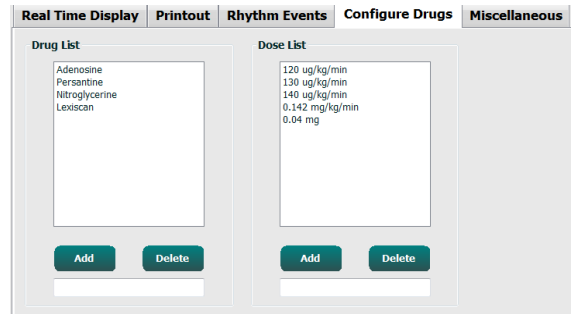 Real Time Display Printout Rhythm Events Configure Drugs Miscellaneous
Drug List
Adenosine
Persantine
Nitroglycerine
Lexiscan
Add Delete
Dose List
120 ug/kg/min
130 ug/kg/min
140 ug/kg/min
0.142 mg/kg/min
0.04 mg
Add Delete